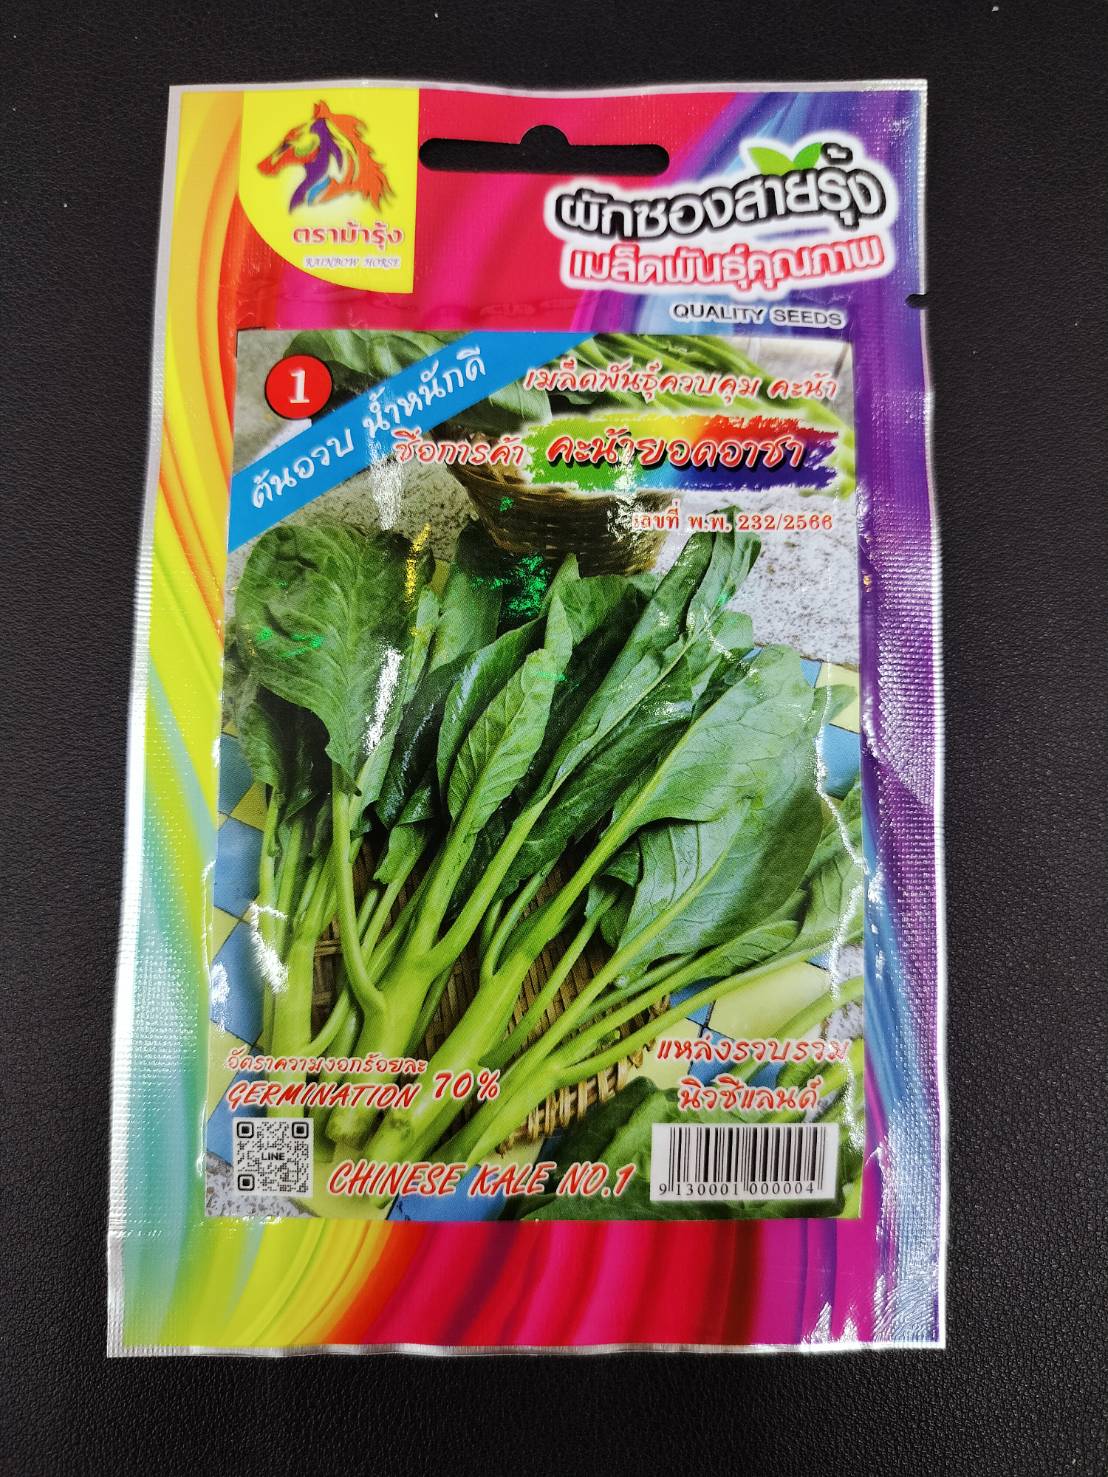 ตราม้ารุ้ง
RAINBOW HORSE
ผักซองสายรุ้ง
เมล็ดพันธุ์คุณภาพ
QUALITY SEEDS
1
ต้นอวบ น้ำหนักดี
เมล็ดพันธุ์ควบคุม คะน้า
ชื่อการค้า คะน้ายอดอาชา
เลขที่ พ.พ. 232/2566
อัตราความงอกร้อยละ
GERMINATION 70%
แหล่งรวบรวม
นิวซีแลนด์
LINE
CHINESE KALE NO.1
9 130001 000004